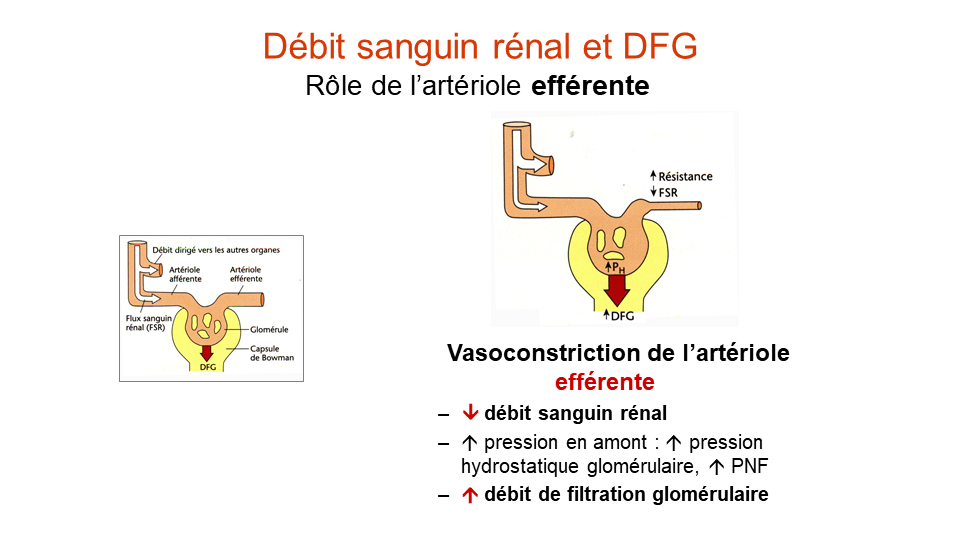 Débit sanguin rénal et DFG
Rôle de l’artériole efférente
Débit dirigé vers les autres organes
Artériole
afférente
Artériole
efférente
Flux sanguin
rénal (FSR)
Glomérule
Capsule
de Bowman
DFG
↑ Résistance
↓ FSR
↑PH
↑DFG
Vasoconstriction de l’artériole
efférente
– ↓ débit sanguin rénal
– ↑ pression en amont : ↑ pression
hydrostatique glomérulaire, ↑ PNF
– ↑ débit de filtration glomérulaire